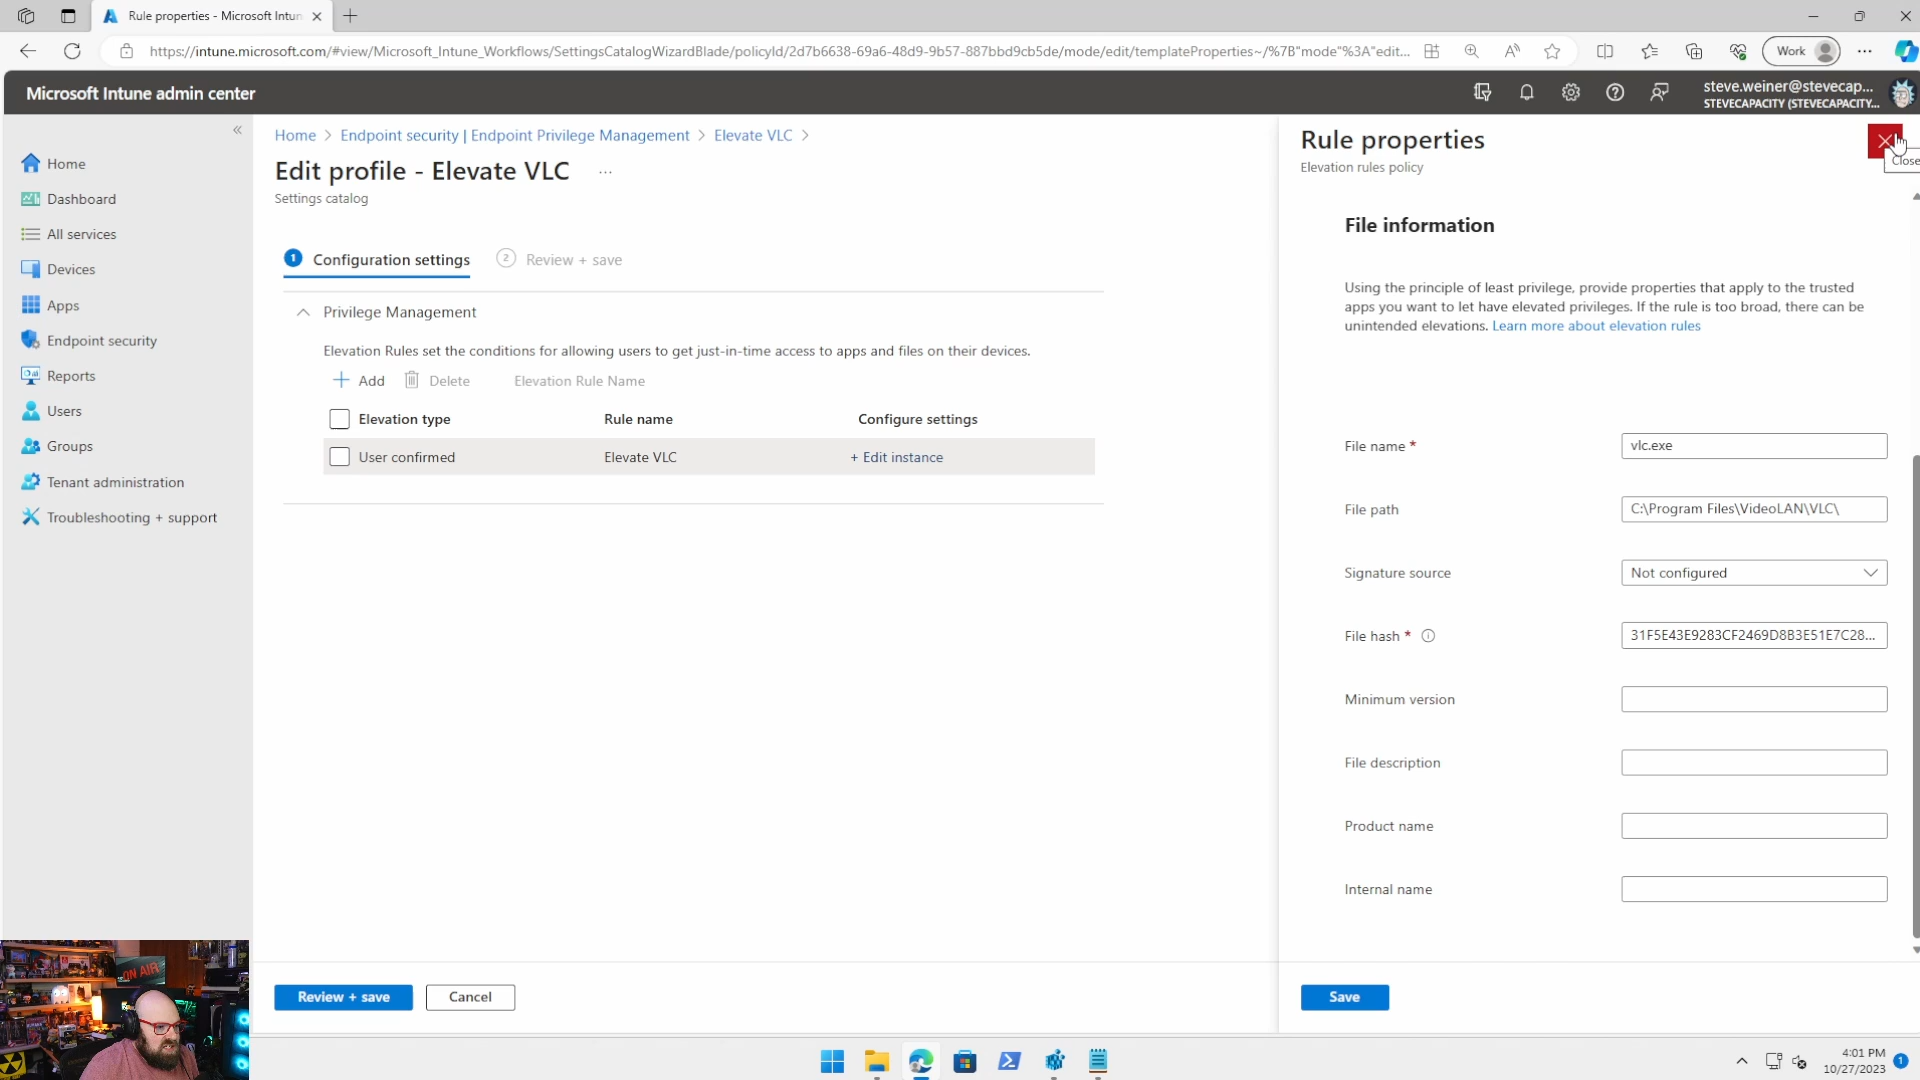 Rule properties - Microsoft Intun
https://intune.microsoft.com/#view/Microsoft_Intune_Workflows/SettingsCatalogWizardBlade/policyId/2d7b6638-69a6-48d9-9b57-887bbd9cb5de/mode/edit/templateProperties~/%7B"mode"%3A"edit...
Work
Microsoft Intune admin center
steve.weiner@stevecap...
STEVECAPACITY (STEVECAPACITY...
Home
Dashboard
All services
Devices
Apps
Endpoint security
Reports
Users
Groups
Tenant administration
Troubleshooting + support
Home > Endpoint security | Endpoint Privilege Management > Elevate VLC >
Edit profile - Elevate VLC ...
Settings catalog
1 Configuration settings
2 Review + save
Privilege Management
Elevation Rules set the conditions for allowing users to get just-in-time access to apps and files on their devices.
+ Add Delete Elevation Rule Name
Elevation type Rule name Configure settings
User confirmed Elevate VLC + Edit instance
Review + save
Cancel
Rule properties
Elevation rules policy
Close
File information
Using the principle of least privilege, provide properties that apply to the trusted
apps you want to let have elevated privileges. If the rule is too broad, there can be
unintended elevations. Learn more about elevation rules
File name * vlc.exe
File path C:\Program Files\VideoLAN\VLC\
Signature source Not configured
File hash * 31F5E43E9283CF2469D8B3E51E7C28...
Minimum version
File description
Product name
Internal name
Save
ON AIR
4:01 PM
10/27/2023
1